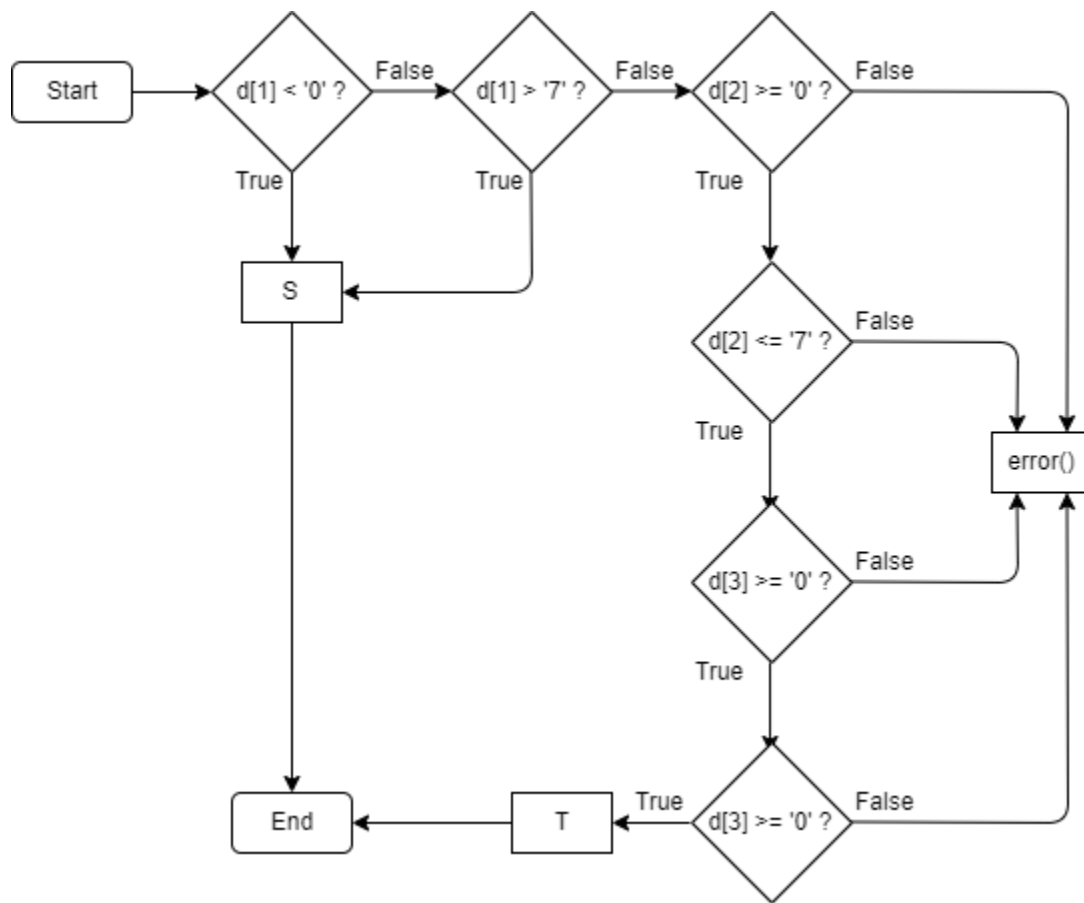 Start
d[1] < '0' ?
False
d[1] > '7' ?
False
d[2] >= '0' ?
False
True
True
True
S
d[2] <= '7' ?
False
True
error()
d[3] >= '0' ?
False
True
End
T
True
d[3] >= '0' ?
False